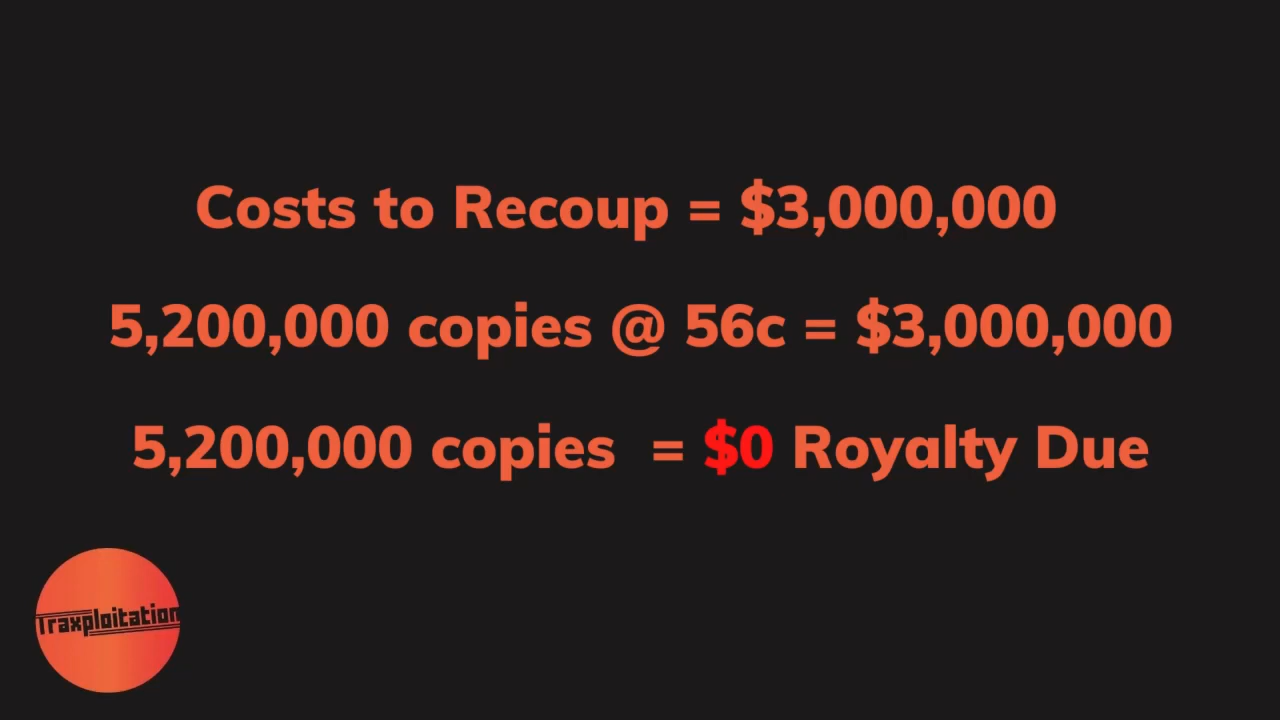 Costs to Recoup = $3,000,000
5,200,000 copies @ 56c = $3,000,000
5,200,000 copies = $0 Royalty Due
Traxploitation